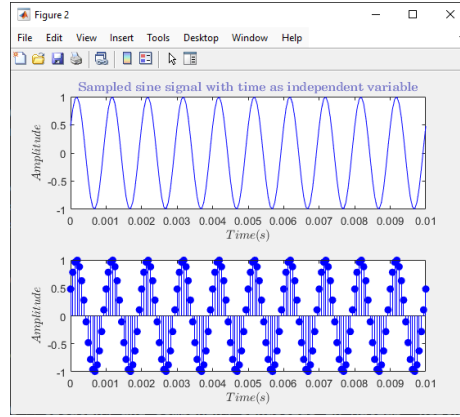 Figure 2
File Edit View Insert Tools Desktop Window Help
Sampled sine signal with time as independent variable
1
0.5
0
-0.5
-1
Amplitude
0 0.001 0.002 0.003 0.004 0.005 0.006 0.007 0.008 0.009 0.01
Time(s)
1
0.5
0
-0.5
-1
Amplitude
0 0.001 0.002 0.003 0.004 0.005 0.006 0.007 0.008 0.009 0.01
Time(s)